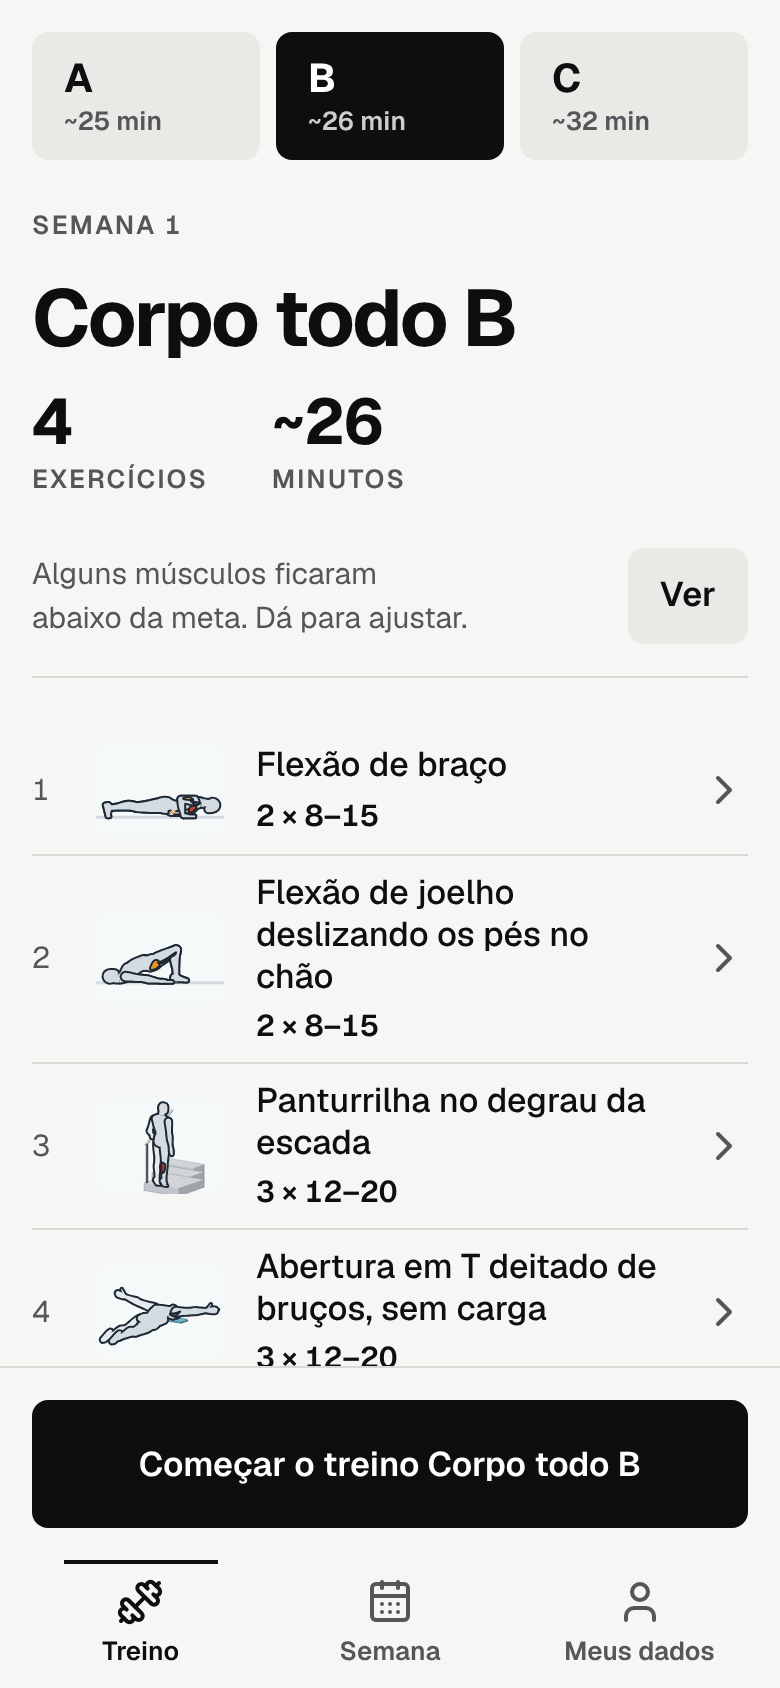 A
~25 min
B
~26 min
C
~32 min
SEMANA 1
Corpo todo B
4
EXERCÍCIOS
~26
MINUTOS
Alguns músculos ficaram
abaixo da meta. Dá para ajustar.
Ver
1
Flexão de braço
2 × 8–15
2
Flexão de joelho
deslizando os pés no
chão
2 × 8–15
3
Panturrilha no degrau da
escada
3 × 12–20
4
Abertura em T deitado de
bruços, sem carga
3 × 12–20
Começar o treino Corpo todo B
Treino
Semana
Meus dados